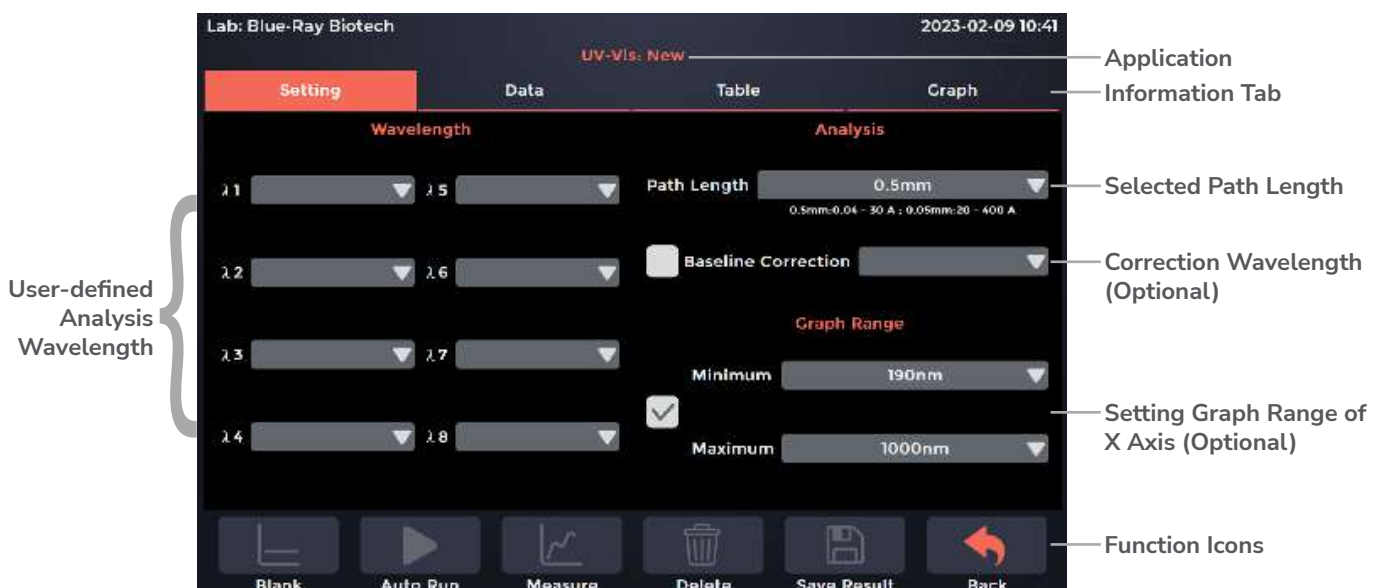 Lab: Blue-Ray Biotech
2023-02-09 10:41
UV-Vis: New
Application
Setting
Data
Table
Graph
Information Tab
Wavelength
Analysis
λ1
λ5
Path Length
0.5mm
Selected Path Length
0.5mm:0.04 - 30 A ; 0.05mm:20 - 400 A
λ2
λ6
Baseline Correction
Correction Wavelength
(Optional)
User-defined
Analysis
Wavelength
Graph Range
λ3
λ7
Minimum
190nm
Setting Graph Range of
X Axis (Optional)
λ4
λ8
Maximum
1000nm
Function Icons
Blank
Auto Run
Measure
Delete
Save Result
Back